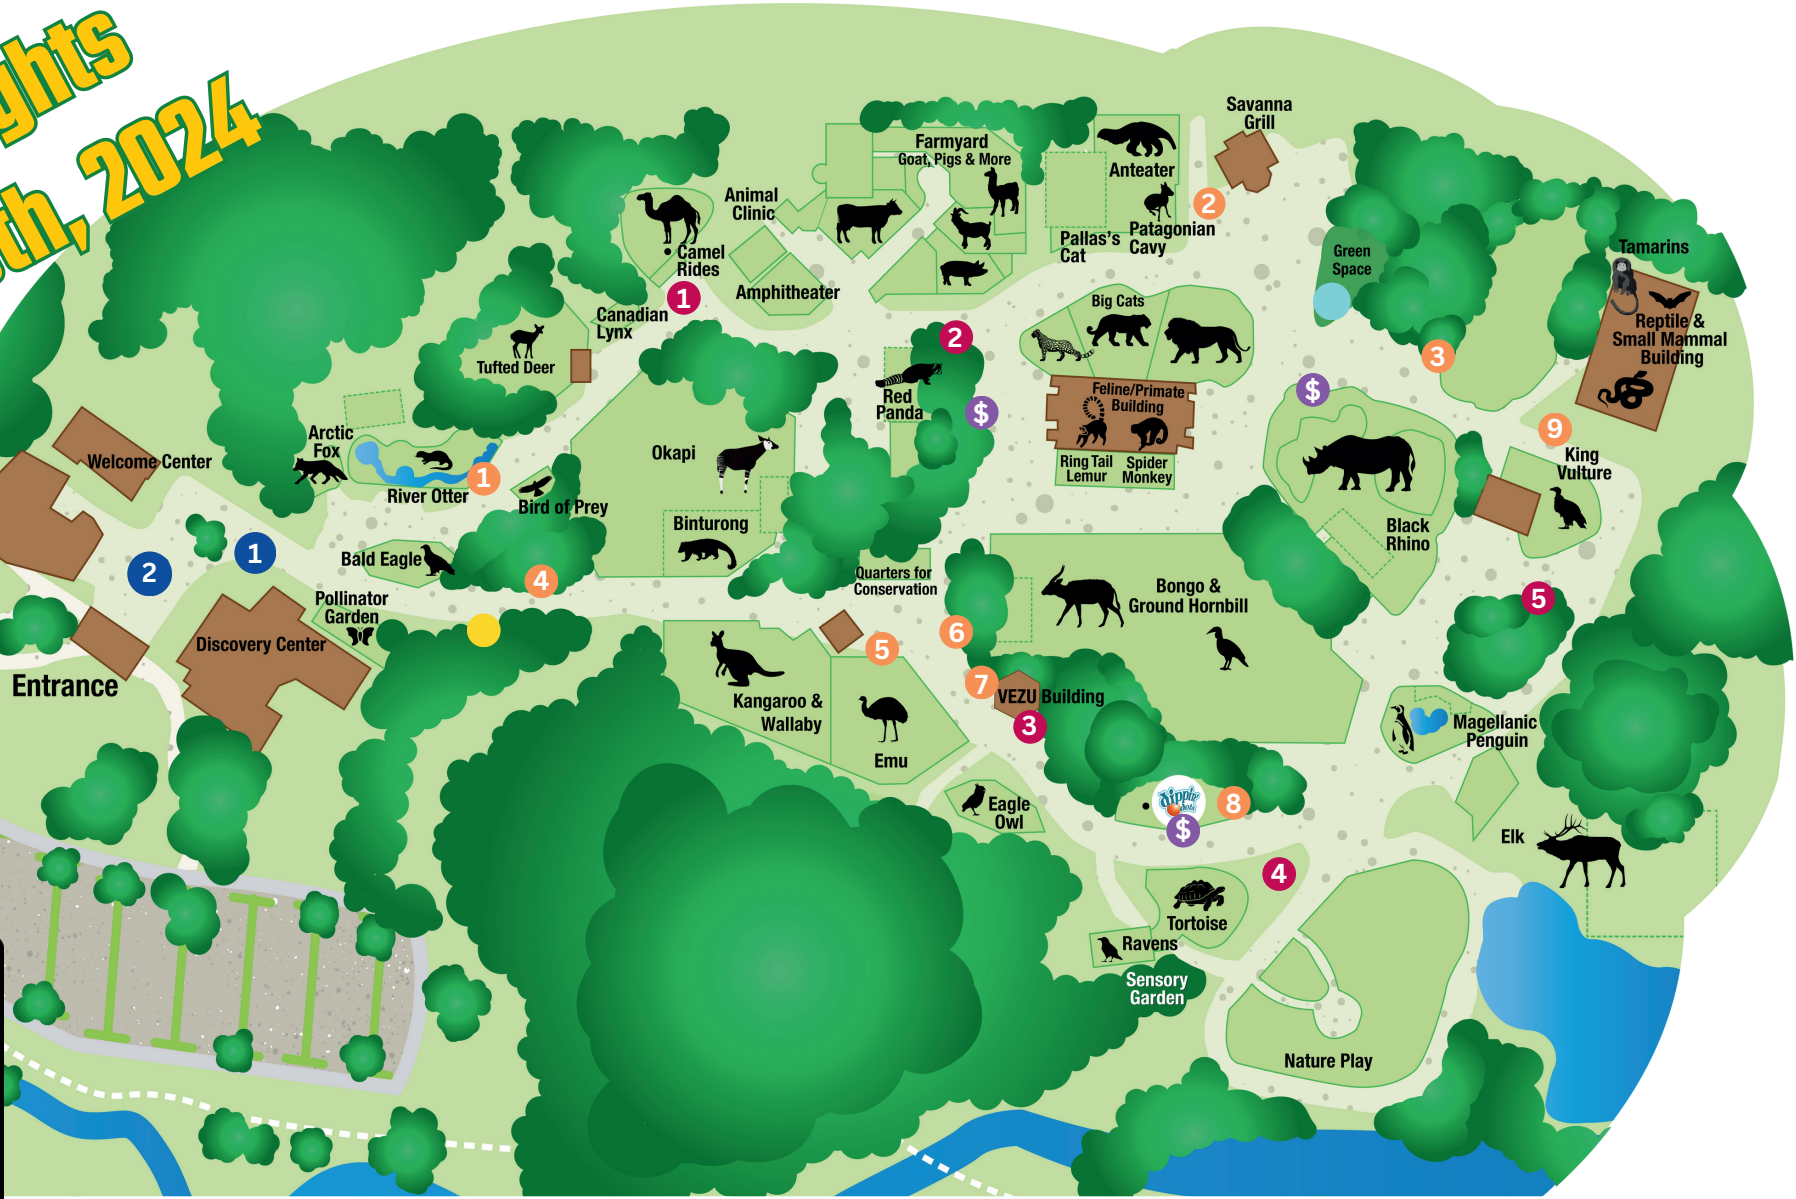 ghts
th, 2024
Savanna
Grill
Farmyard
Goat, Pigs & More
Anteater
Animal
Clinic
2
Patagonian
Cavy
Pallas's
Cat
Camel
Rides
1
Amphitheater
Green
Space
Tamarins
Canadian
Lynx
Big Cats
Reptile &
Small Mammal
Building
2
3
Tufted Deer
Red
Panda
$
Feline/Primate
Building
$
9
Arctic
Fox
Welcome Center
Okapi
Ring Tail
Lemur
Spider
Monkey
King
Vulture
River Otter
1
Bird of Prey
Binturong
Black
Rhino
Bald Eagle
1
2
4
Quarters for
Conservation
Bongo &
Ground Hornbill
5
Pollinator
Garden
Discovery Center
6
5
Entrance
Kangaroo &
Wallaby
7
VEZU Building
3
Magellanic
Penguin
Emu
Eagle
Owl
dippin'
dots
8
$
Elk
4
Tortoise
Ravens
Sensory
Garden
Nature Play